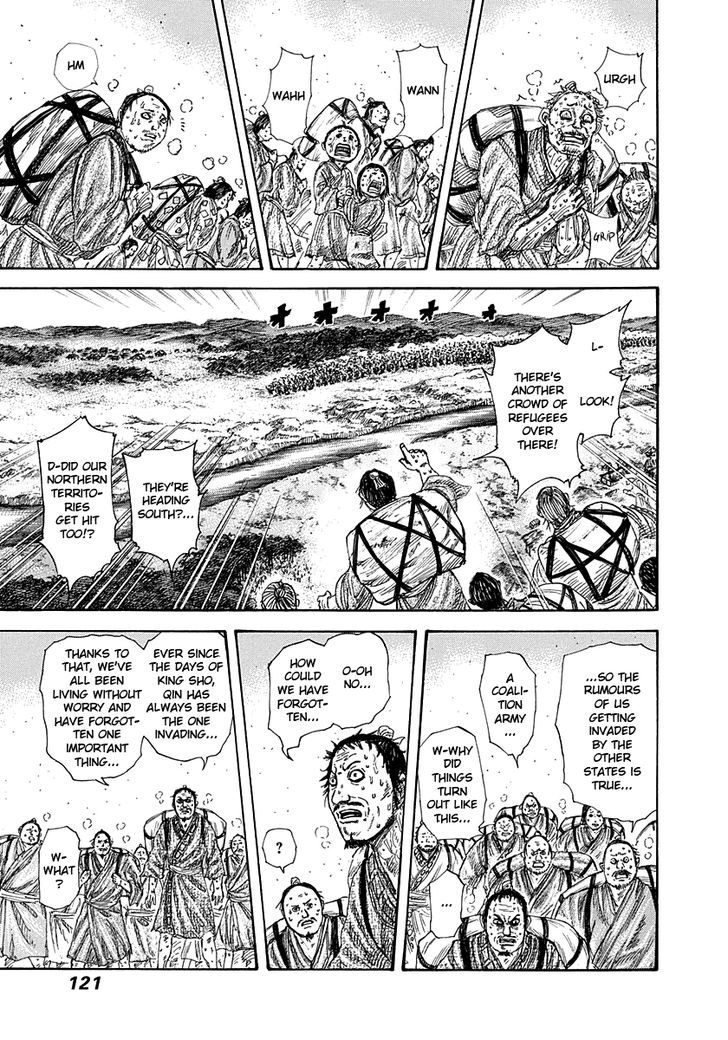 URGH
GRIP
WANN
WAHH
HM
L-
LOOK!
THERE'S
ANOTHER
CROWD OF
REFUGEES
OVER
THERE!
THEY'RE
HEADING
SOUTH?...
D-DID OUR
NORTHERN
TERRITO-
RIES
GET HIT
TOO!?
...SO THE
RUMOURS
OF US
GETTING
INVADED
BY THE
OTHER
STATES IS
TRUE...
A
COALI-
TION
ARMY
...
W-WHY
DID
THINGS
TURN
OUT LIKE
THIS...
...
O-OH
NO...
HOW
COULD
WE HAVE
FORGOT-
TEN...
?
EVER SINCE
THE DAYS OF
KING SHO,
QIN HAS
ALWAYS BEEN
THE ONE
INVADING...
THANKS TO
THAT, WE'VE
ALL BEEN
LIVING WITHOUT
WORRY AND
HAVE FORGOT-
TEN ONE
IMPORTANT
THING...
W-
WHAT
?
121